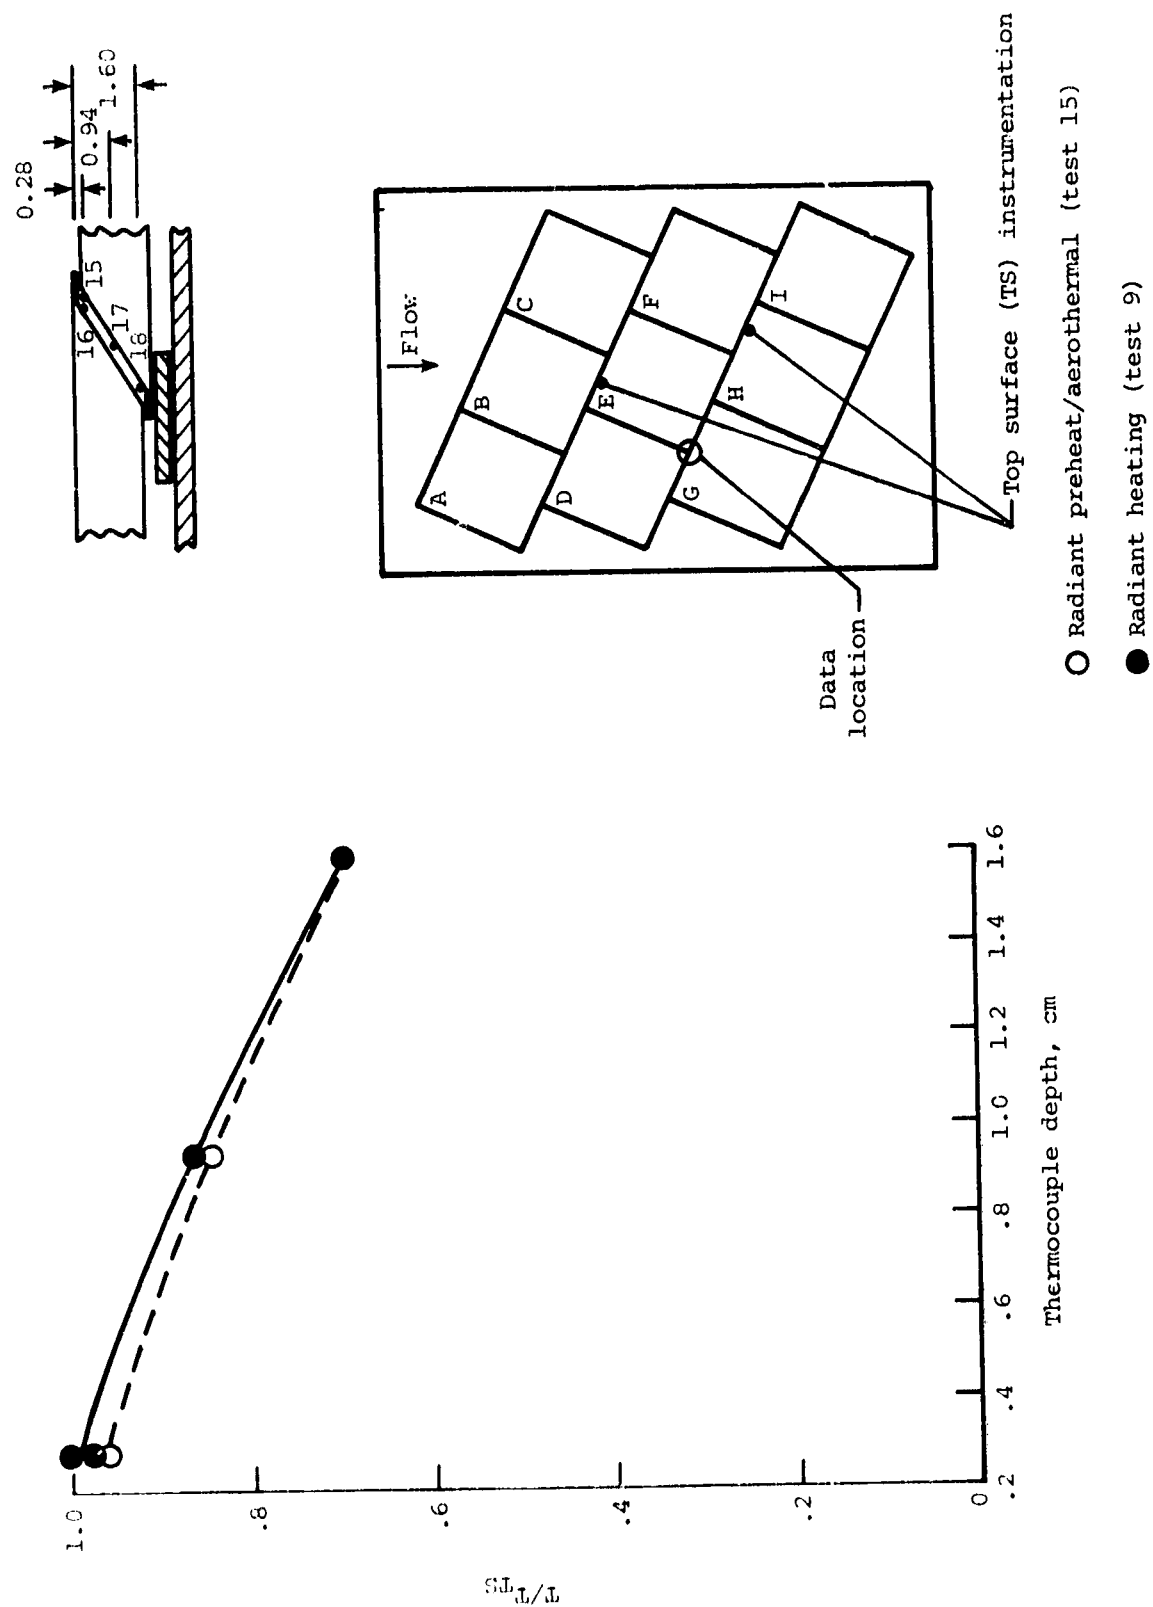 1.0
.8
.6
.4
.2
0
T/T_TS
.2
.4
.6
.8
1.0
1.2
1.4
1.6
Thermocouple depth, cm
0.28
0.94
1.60
16
15
17
18
Flow
A
B
C
D
E
F
G
H
I
Data
location
Top surface (TS) instrumentation
Radiant preheat/aerothermal (test 15)
Radiant heating (test 9)